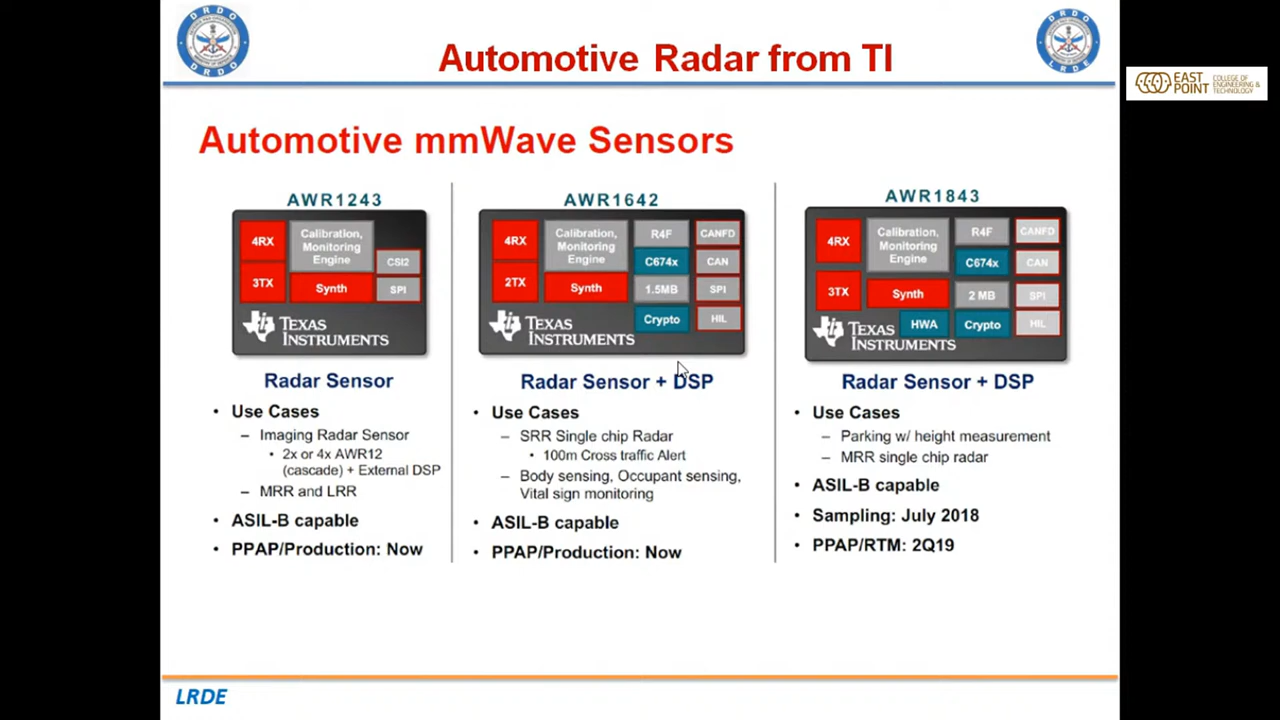 DRDO
DRDO
Automotive Radar from TI
DRDO
LRDE
EAST POINT
COLLEGE OF ENGINEERING & TECHNOLOGY
Automotive mmWave Sensors
AWR1243
4RX
Calibration,
Monitoring
Engine
CSI2
3TX
Synth
SPI
TEXAS
INSTRUMENTS
Radar Sensor
• Use Cases
– Imaging Radar Sensor
• 2x or 4x AWR12
(cascade) + External DSP
– MRR and LRR
• ASIL-B capable
• PPAP/Production: Now
AWR1642
4RX
Calibration,
Monitoring
Engine
R4F
CANFD
C674x
CAN
2TX
Synth
1.5MB
SPI
Crypto
HIL
TEXAS
INSTRUMENTS
Radar Sensor + DSP
• Use Cases
– SRR Single chip Radar
• 100m Cross traffic Alert
– Body sensing, Occupant sensing,
Vital sign monitoring
• ASIL-B capable
• PPAP/Production: Now
AWR1843
4RX
Calibration,
Monitoring
Engine
R4F
CANFD
C674x
CAN
3TX
Synth
2 MB
SPI
HWA
Crypto
HIL
TEXAS
INSTRUMENTS
Radar Sensor + DSP
• Use Cases
– Parking w/ height measurement
– MRR single chip radar
• ASIL-B capable
• Sampling: July 2018
• PPAP/RTM: 2Q19
LRDE